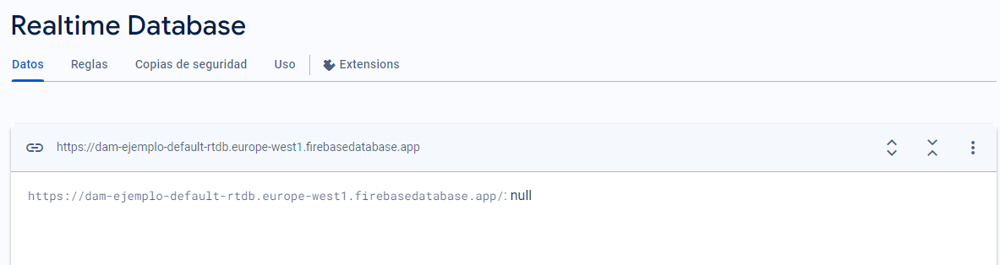 Realtime Database
Datos Reglas Copias de seguridad Uso Extensions
https://dam-ejemplo-default-rtdb.europe-west1.firebasedatabase.app
https://dam-ejemplo-default-rtdb.europe-west1.firebasedatabase.app/: null